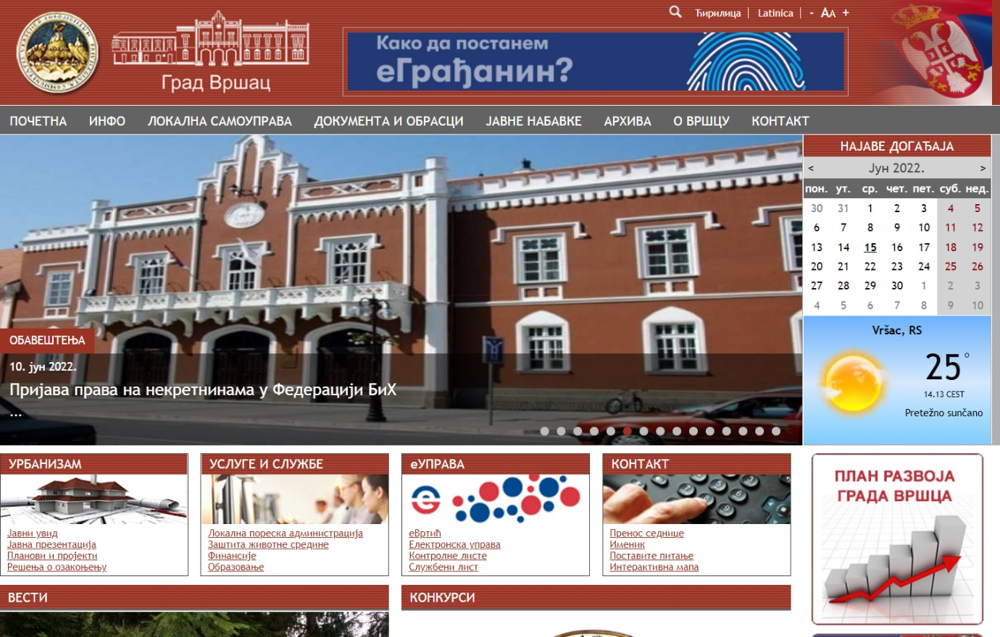 Ћирилица | Latinica | - AA +
Град Вршац
Како да постанем
еГрађанин?
ПОЧЕТНА ИНФО ЛОКАЛНА САМОУПРАВА ДОКУМЕНТА И ОБРАСЦИ ЈАВНЕ НАБАВКЕ АРХИВА О ВРШЦУ КОНТАКТ
ОБАВЕШТЕЊА
10. јун 2022.
Пријава права на некретнинама у Федерацији БиХ
...
НАЈАВЕ ДОГАЂАЈА
< Јун 2022. >
пон. ут. ср. чет. пет. суб. нед.
30 31 1 2 3 4 5
6 7 8 9 10 11 12
13 14 15 16 17 18 19
20 21 22 23 24 25 26
27 28 29 30 1 2 3
4 5 6 7 8 9 10
Vršac, RS
25°
14.13 CEST
Pretežno sunčano
УРБАНИЗАМ
Јавни увид
Јавна презентација
Планови и пројекти
Решења о озакоњењу
УСЛУГЕ И СЛУЖБЕ
Локална пореска администрација
Заштита животне средине
Финансије
Образовање
еУПРАВА
еВртић
Електронска управа
Контролне листе
Службени лист
КОНТАКТ
Пренос седнице
Именик
Поставите питање
Интерактивна мапа
ПЛАН РАЗВОЈА
ГРАДА ВРШЦА
ВЕСТИ
КОНКУРСИ